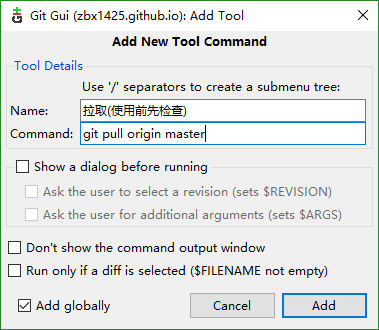 Git Gui (zbx1425.github.io): Add Tool
Add New Tool Command
Tool Details
Use '/' separators to create a submenu tree:
Name: 拉取(使用前先检查)
Command: git pull origin master
Show a dialog before running
Ask the user to select a revision (sets $REVISION)
Ask the user for additional arguments (sets $ARGS)
Don't show the command output window
Run only if a diff is selected ($FILENAME not empty)
Add globally Cancel Add